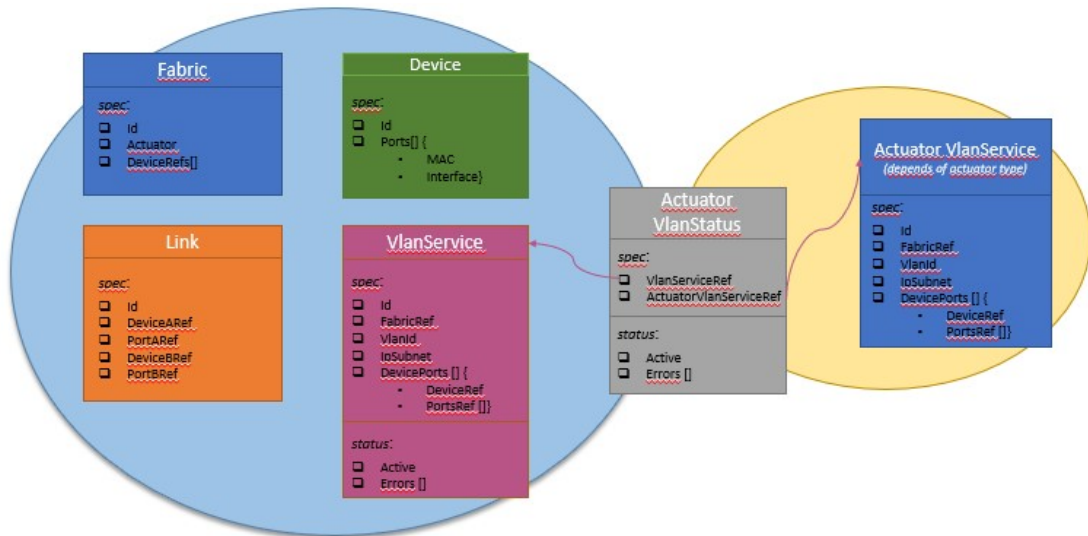 Fabric
spec:
❑ Id
❑ Actuator
❑ DeviceRefs[]
Device
spec:
❑ Id
❑ Ports[] {
• MAC
• Interface}
Link
spec:
❑ Id
❑ DeviceARef
❑ PortARef
❑ DeviceBRef
❑ PortBRef
VlanService
spec:
❑ Id
❑ FabricRef
❑ VlanId
❑ IpSubnet
❑ DevicePorts [] {
• DeviceRef
• PortsRef []}
status:
❑ Active
❑ Errors []
Actuator
VlanStatus
spec:
❑ VlanServiceRef
❑ ActuatorVlanServiceRef
status:
❑ Active
❑ Errors []
Actuator VlanService
(depends of actuator type)
spec:
❑ Id
❑ FabricRef
❑ VlanId
❑ IpSubnet
❑ DevicePorts [] {
• DeviceRef
• PortsRef []}